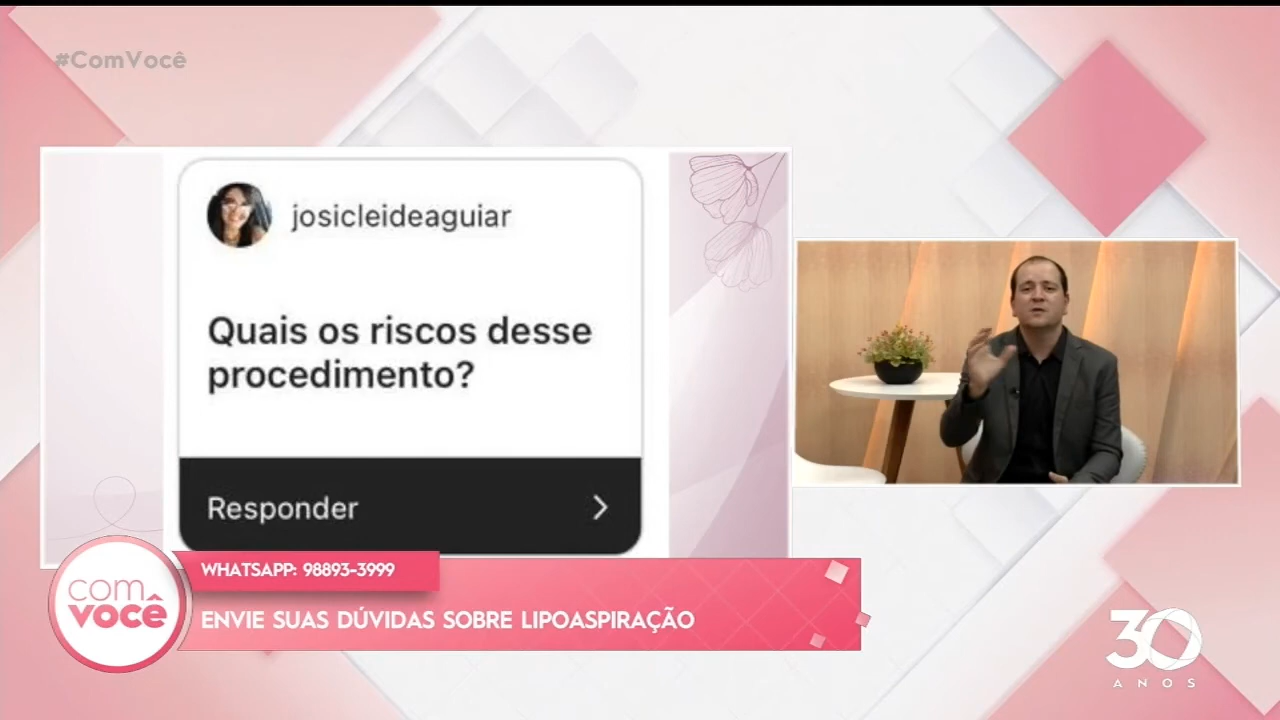 #ComVocê
josicleideaguiar
Quais os riscos desse
procedimento?
Responder
WHATSAPP: 98893-3999
com
você
ENVIE SUAS DÚVIDAS SOBRE LIPOASPIRAÇÃO
30
ANOS